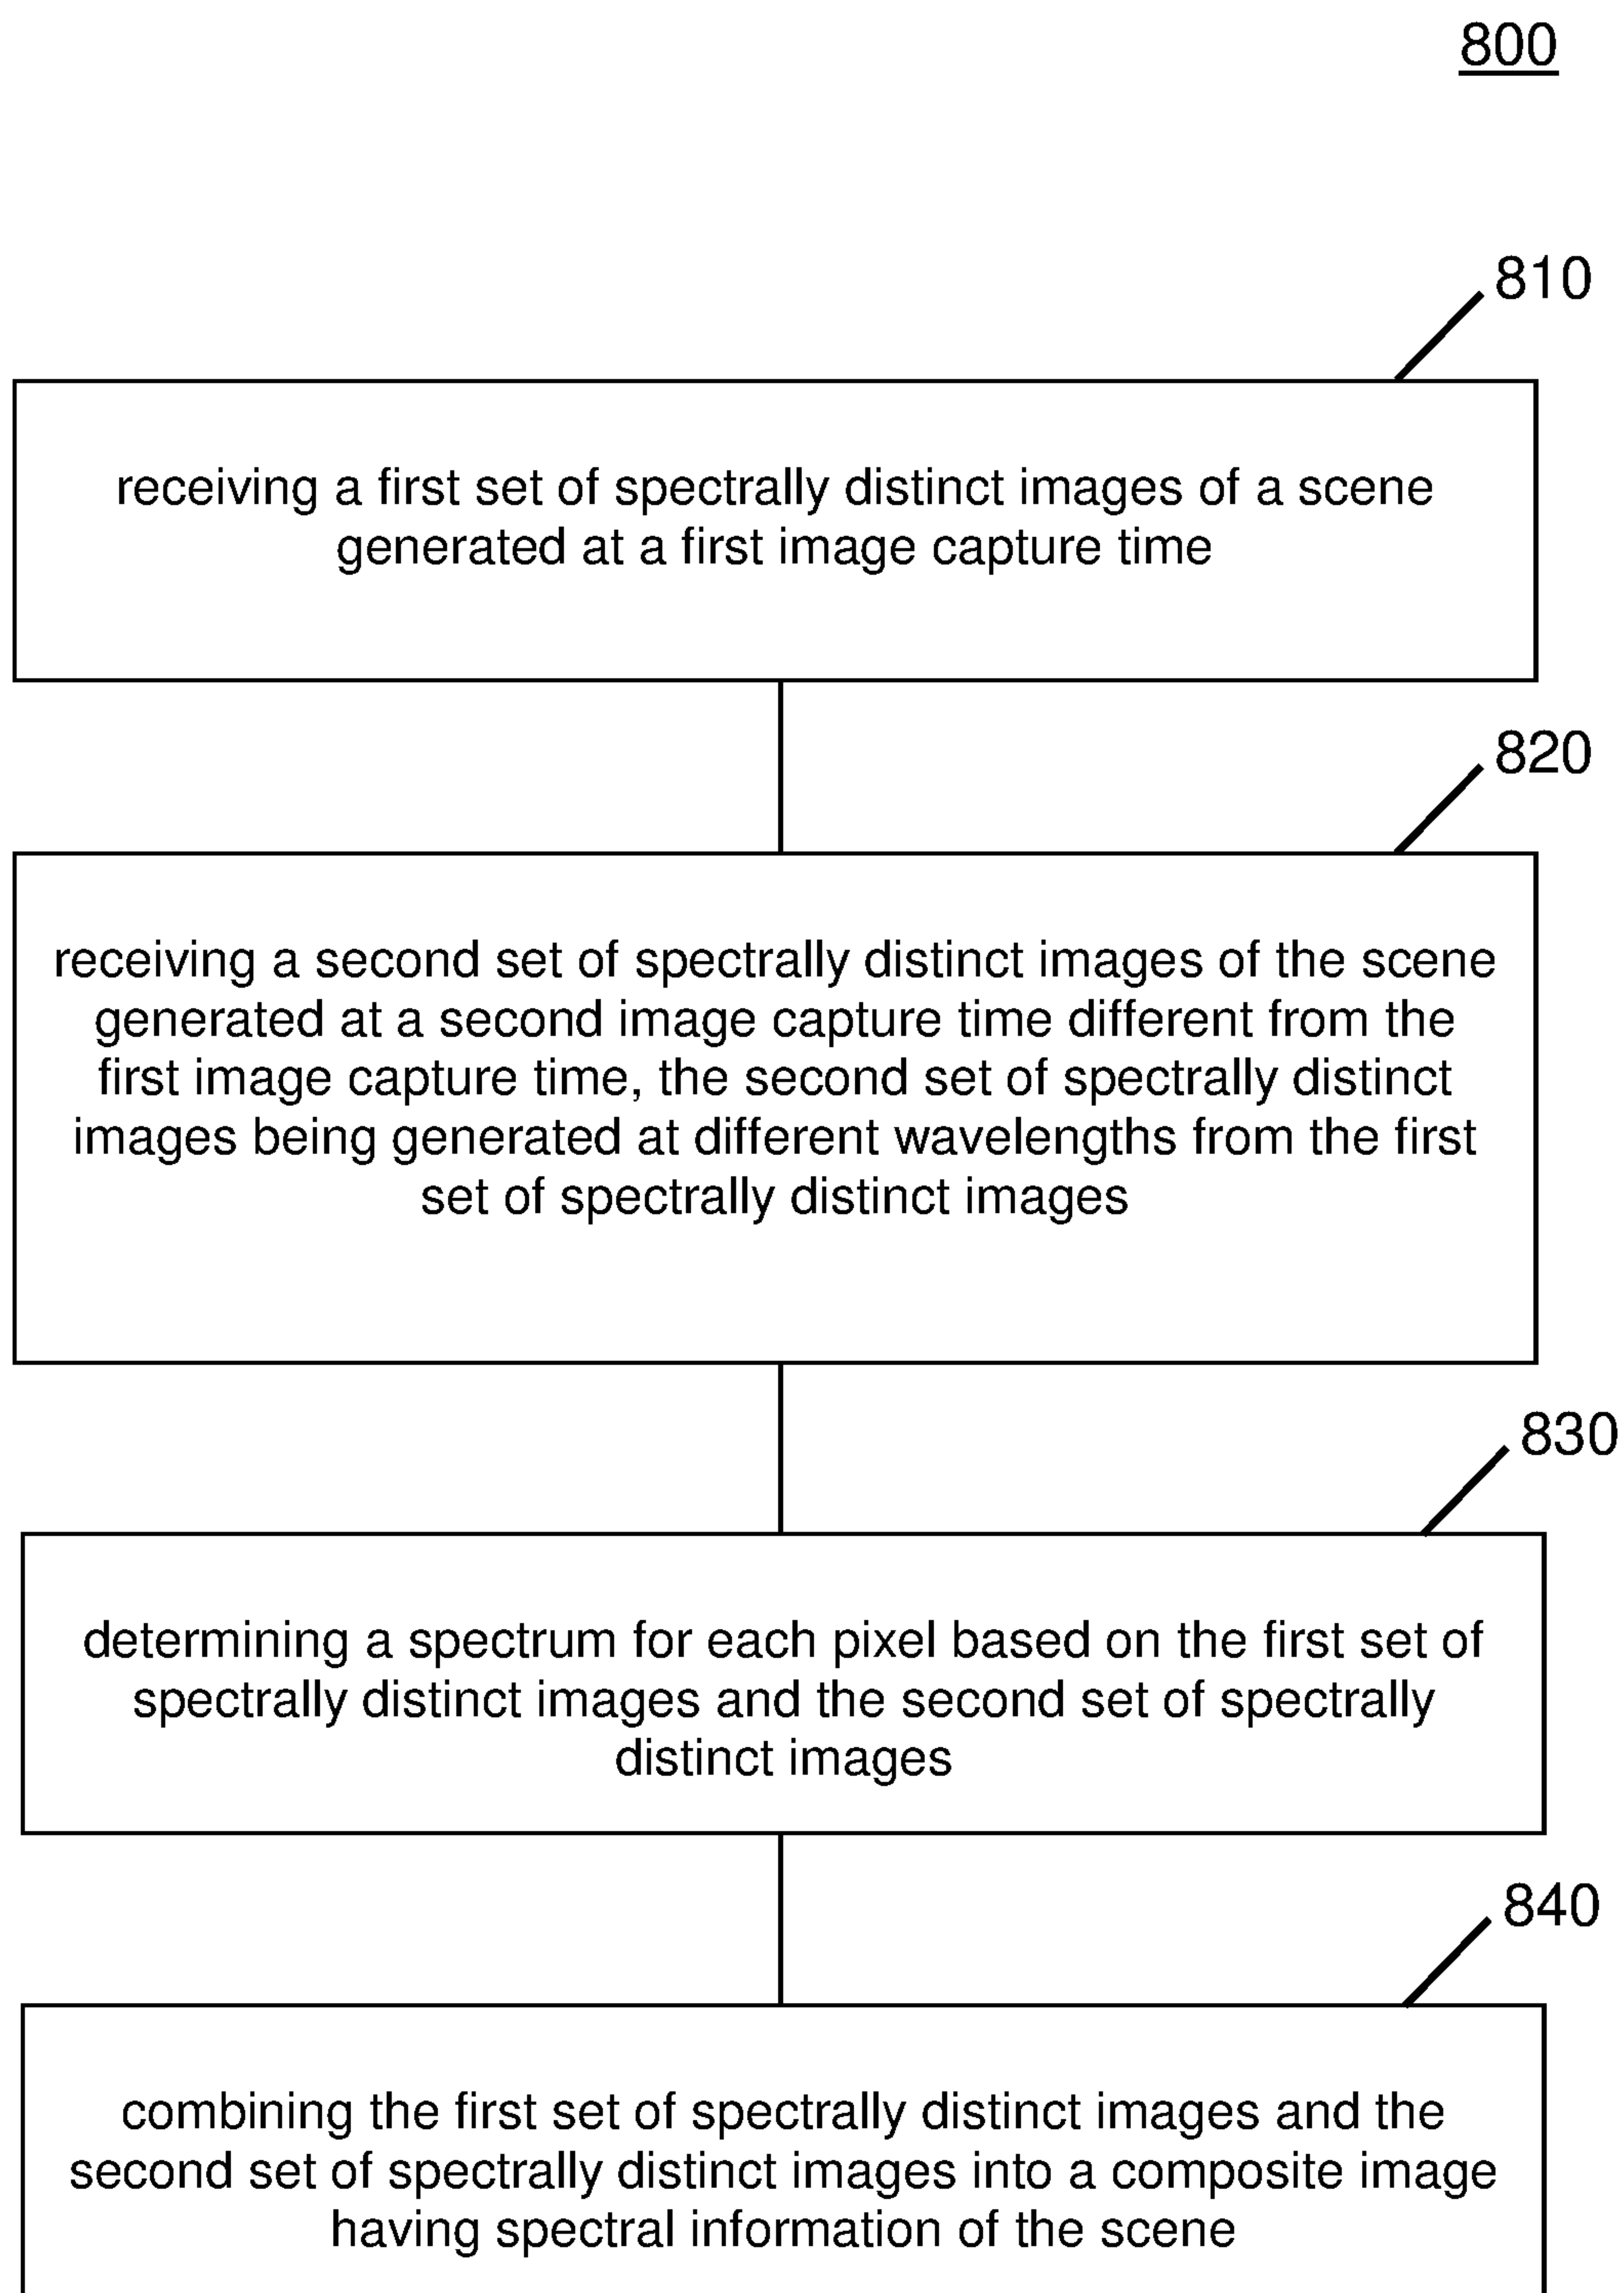 800
810
receiving a first set of spectrally distinct images of a scene
generated at a first image capture time
820
receiving a second set of spectrally distinct images of the scene
generated at a second image capture time different from the
first image capture time, the second set of spectrally distinct
images being generated at different wavelengths from the first
set of spectrally distinct images
830
determining a spectrum for each pixel based on the first set of
spectrally distinct images and the second set of spectrally
distinct images
840
combining the first set of spectrally distinct images and the
second set of spectrally distinct images into a composite image
having spectral information of the scene